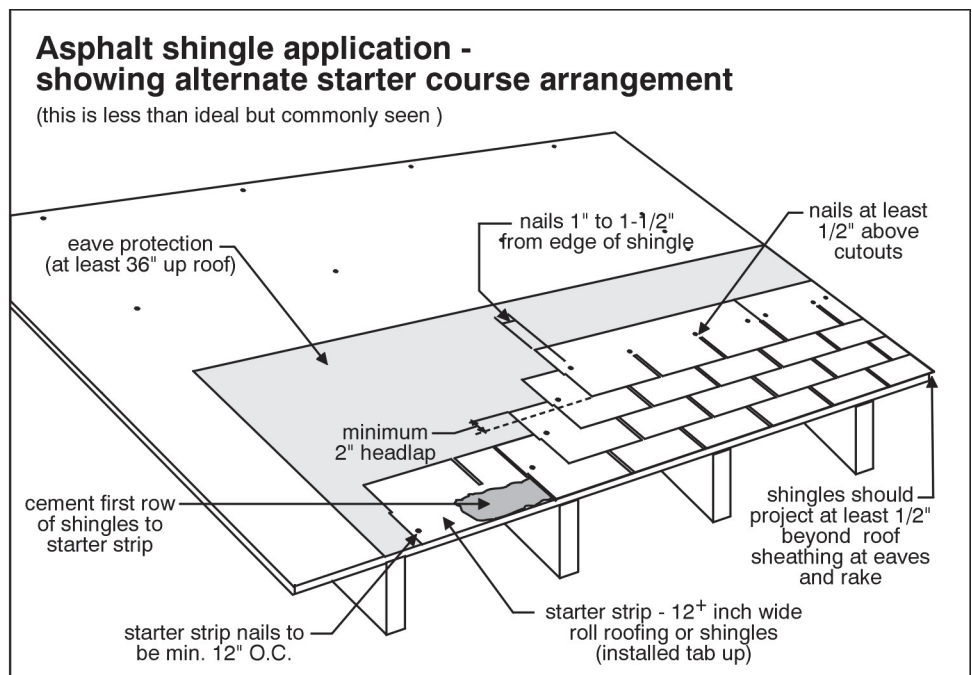 Asphalt shingle application -
showing alternate starter course arrangement
(this is less than ideal but commonly seen )
nails 1" to 1-1/2"
from edge of shingle
nails at least
1/2" above
cutouts
eave protection
(at least 36" up roof)
minimum
2" headlap
cement first row
of shingles to
starter strip
shingles should
project at least 1/2"
beyond roof
sheathing at eaves
and rake
starter strip nails to
be min. 12" O.C.
starter strip - 12+ inch wide
roll roofing or shingles
(installed tab up)